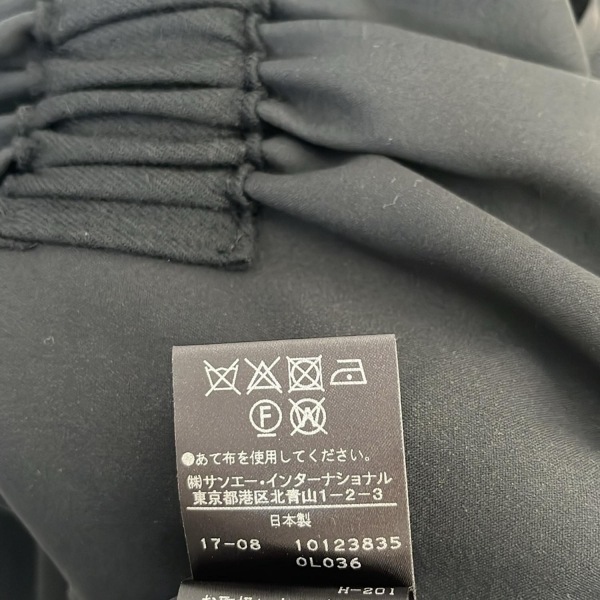 F W
●あて布を使用してください。
㈱サンエー・インターナショナル
東京都港区北青山1-2-3
日本製
17-08 10123835
0L036
H-201